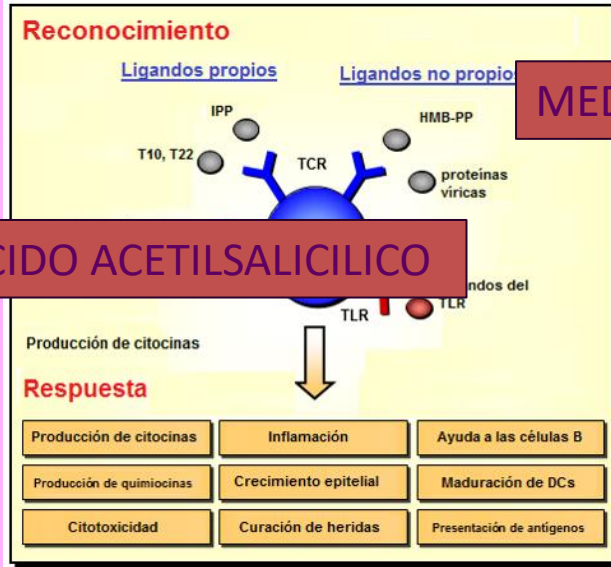 Reconocimiento
Ligandos propios
Ligandos no propios
MED
IPP
HMB-PP
T10, T22
TCR
proteínas
víricas
CIDO ACETILSALICILICO
ndos del
TLR
TLR
Producción de citocinas
Respuesta
Producción de citocinas
Inflamación
Ayuda a las células B
Producción de quimiocinas
Crecimiento epitelial
Maduración de DCs
Citotoxicidad
Curación de heridas
Presentación de antígenos